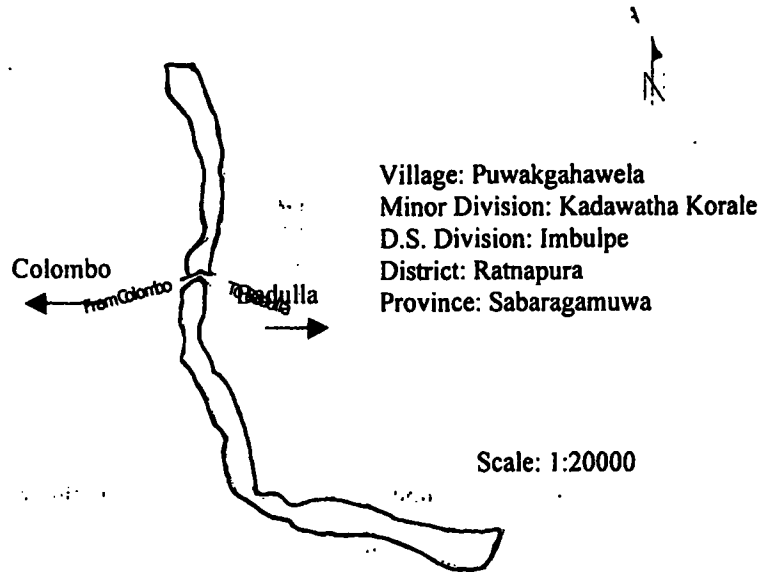 N
Village: Puwakgahawela
Minor Division: Kadawatha Korale
D.S. Division: Imbulpe
District: Ratnapura
Province: Sabaragamuwa
Colombo
From Colombo
To Badulla
Badulla
Scale: 1:20000